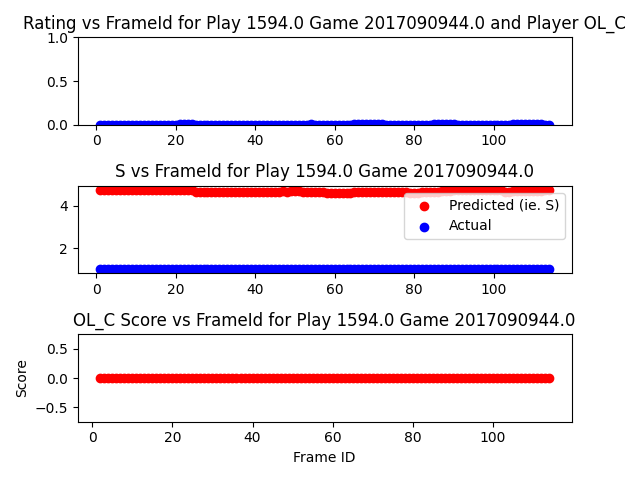 Rating vs FrameId for Play 1594.0 Game 2017090944.0 and Player OL_C
1.0
0.5
0.0
0 20 40 60 80 100
S vs FrameId for Play 1594.0 Game 2017090944.0
4
2
Predicted (ie. S)
Actual
0 20 40 60 80 100
OL_C Score vs FrameId for Play 1594.0 Game 2017090944.0
Score
0.5
0.0
−0.5
0 20 40 60 80 100
Frame ID